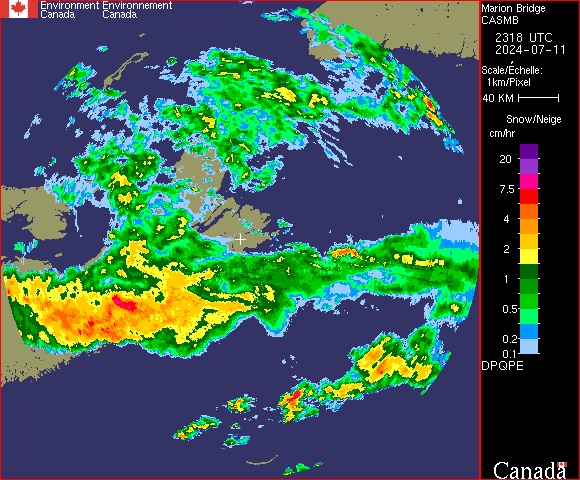 Environment Environnement
Canada Canada
Marion Bridge
CASMB
2318 UTC
2024-07-11
Scale/Échelle:
1km/Pixel
40 KM
Snow/Neige
cm/hr
20
7.5
4
2
1
0.5
0.2
0.1
DPQPE
Canada